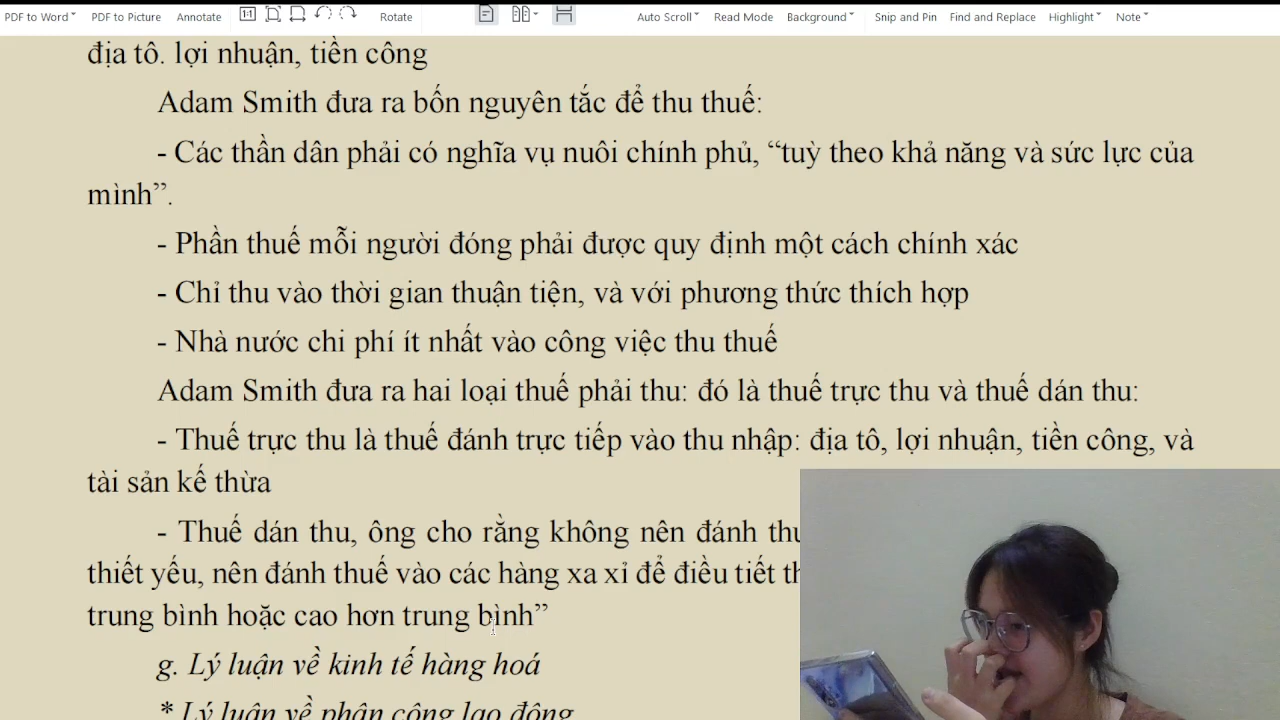 PDF to Word PDF to Picture Annotate 1:1 Rotate Auto Scroll Read Mode Background Snip and Pin Find and Replace Highlight Note
địa tô. lợi nhuận, tiền công
Adam Smith đưa ra bốn nguyên tắc để thu thuế:
- Các thần dân phải có nghĩa vụ nuôi chính phủ, “tuỳ theo khả năng và sức lực của
mình”.
- Phần thuế mỗi người đóng phải được quy định một cách chính xác
- Chỉ thu vào thời gian thuận tiện, và với phương thức thích hợp
- Nhà nước chi phí ít nhất vào công việc thu thuế
Adam Smith đưa ra hai loại thuế phải thu: đó là thuế trực thu và thuế dán thu:
- Thuế trực thu là thuế đánh trực tiếp vào thu nhập: địa tô, lợi nhuận, tiền công, và
tài sản kế thừa
- Thuế dán thu, ông cho rằng không nên đánh
thiết yếu, nên đánh thuế vào các hàng xa xỉ để điều tiết
trung bình hoặc cao hơn trung bình”
g. Lý luận về kinh tế hàng hoá
* Lý luận về phân công lao động